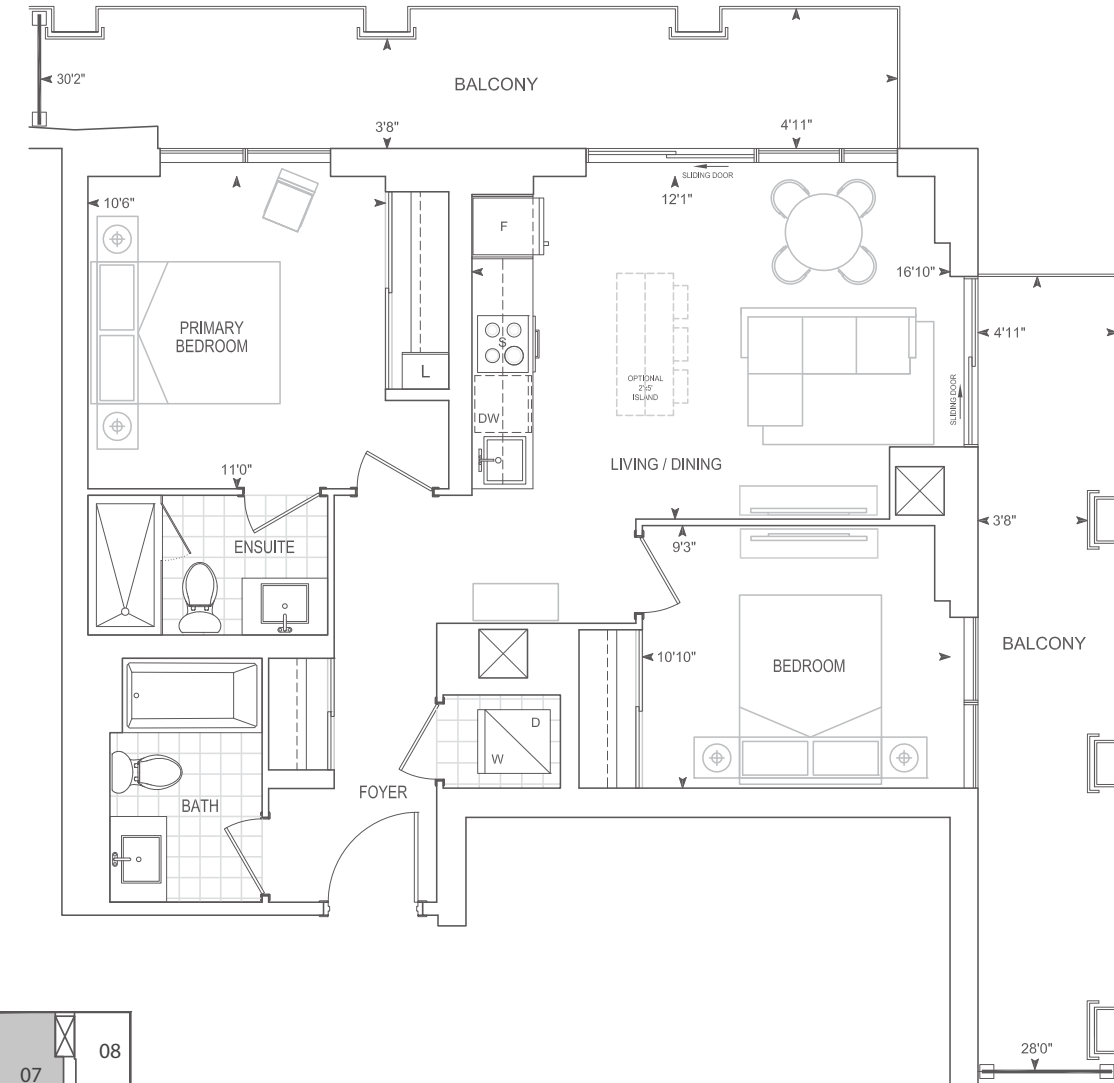 30'2"
BALCONY
3'8"
4'11"
SLIDING DOOR
10'6"
12'1"
F
16'10"
PRIMARY
BEDROOM
S
4'11"
L
OPTIONAL
2'x5'
ISLAND
SLIDING DOOR
DW
11'0"
LIVING / DINING
3'8"
ENSUITE
9'3"
10'10"
BEDROOM
BALCONY
D
W
FOYER
BATH
08
07
28'0"